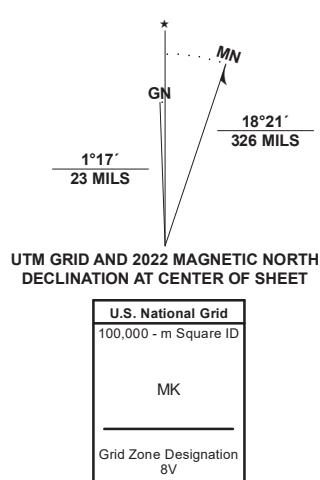 ★
MN
GN
18°21´
326 MILS
1°17´
23 MILS
UTM GRID AND 2022 MAGNETIC NORTH
DECLINATION AT CENTER OF SHEET
U.S. National Grid
100,000 - m Square ID
MK
Grid Zone Designation
8V